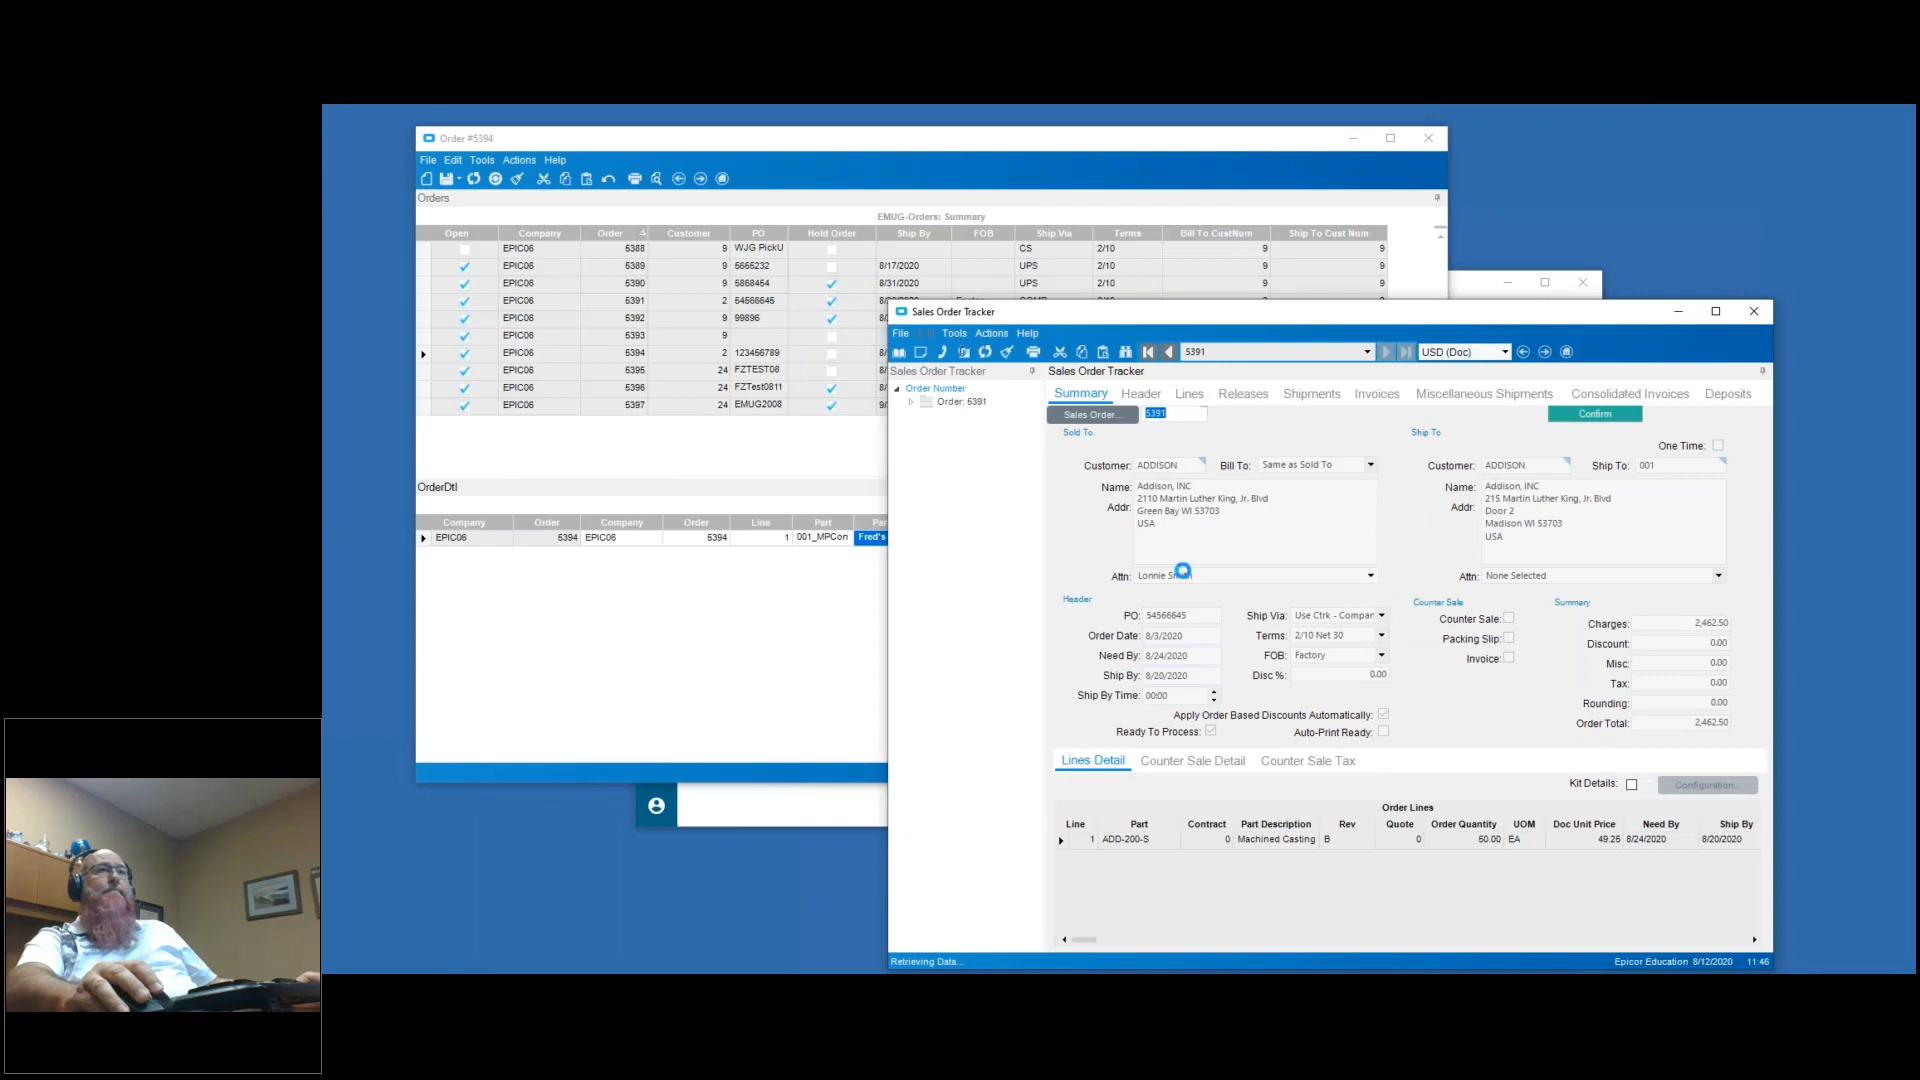 Order #5394
File Edit Tools Actions Help
Orders
EMUG-Orders: Summary
Open Company Order Customer PO Hold Order Ship By FOB Ship Via Terms Bill To CustNum Ship To Cust Num
EPIC06 5388 9 WJG PickU CS 2/10 9 9
EPIC06 5389 9 5655232 8/17/2020 UPS 2/10 9 9
EPIC06 5390 9 5868454 8/31/2020 UPS 2/10 9 9
EPIC06 5391 2 54566645
EPIC06 5392 9 99896 8/
EPIC06 5393 9
EPIC06 5394 2 123456789 8/
EPIC06 5395 24 FZTEST08 8/
EPIC06 5396 24 FZTest0811 8/
EPIC06 5397 24 EMUG2008 9/
OrderDtl
Company Order Company Order Line Part Par
EPIC06 5394 EPIC06 5394 1 001_MPCon Fred's
Sales Order Tracker
File Tools Actions Help
5391 USD (Doc)
Sales Order Tracker
Order Number
Order: 5391
Sales Order Tracker
Summary Header Lines Releases Shipments Invoices Miscellaneous Shipments Consolidated Invoices Deposits
Sales Order... 5391 Confirm
Sold To Ship To
One Time:
Customer: ADDISON Bill To: Same as Sold To Customer: ADDISON Ship To: 001
Name: Addison, INC Name: Addison, INC
2110 Martin Luther King, Jr. Blvd 215 Martin Luther King, Jr. Blvd
Addr: Green Bay WI 53703 Addr: Door 2
USA Madison WI 53703
USA
Attn: Lonnie Smith Attn: None Selected
Header Counter Sale Summary
PO: 54566645 Ship Via: Use Ctrk - Compar Counter Sale: Charges: 2,462.50
Order Date: 8/3/2020 Terms: 2/10 Net 30 Packing Slip: Discount: 0.00
Need By: 8/24/2020 FOB: Factory Invoice: Misc: 0.00
Ship By: 8/20/2020 Disc %: 0.00 Tax: 0.00
Ship By Time: 00:00 Rounding: 0.00
Apply Order Based Discounts Automatically: Order Total: 2,462.50
Ready To Process: Auto-Print Ready:
Lines Detail Counter Sale Detail Counter Sale Tax
Kit Details: Configuration...
Order Lines
Line Part Contract Part Description Rev Quote Order Quantity UOM Doc Unit Price Need By Ship By
1 ADD-200-S 0 Machined Casting B 0 50.00 EA 49.25 8/24/2020 8/20/2020
Retrieving Data... Epicor Education 8/12/2020 11:46